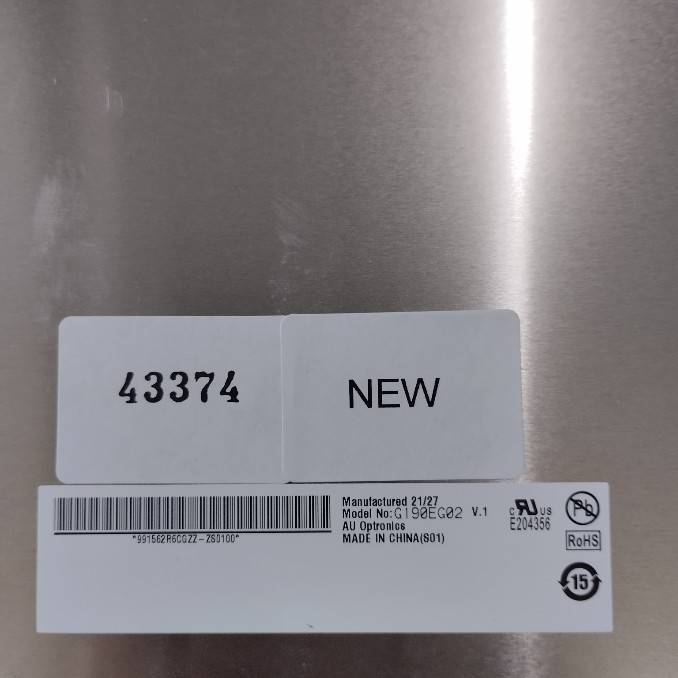 43374
NEW
Manufactured 21/27
Model No:G190EG02 V.1
AU Optronics
MADE IN CHINA(S01)
"991562R6CGZZ-ZS0100"
c RU US
E204356
Pb
RoHS
15